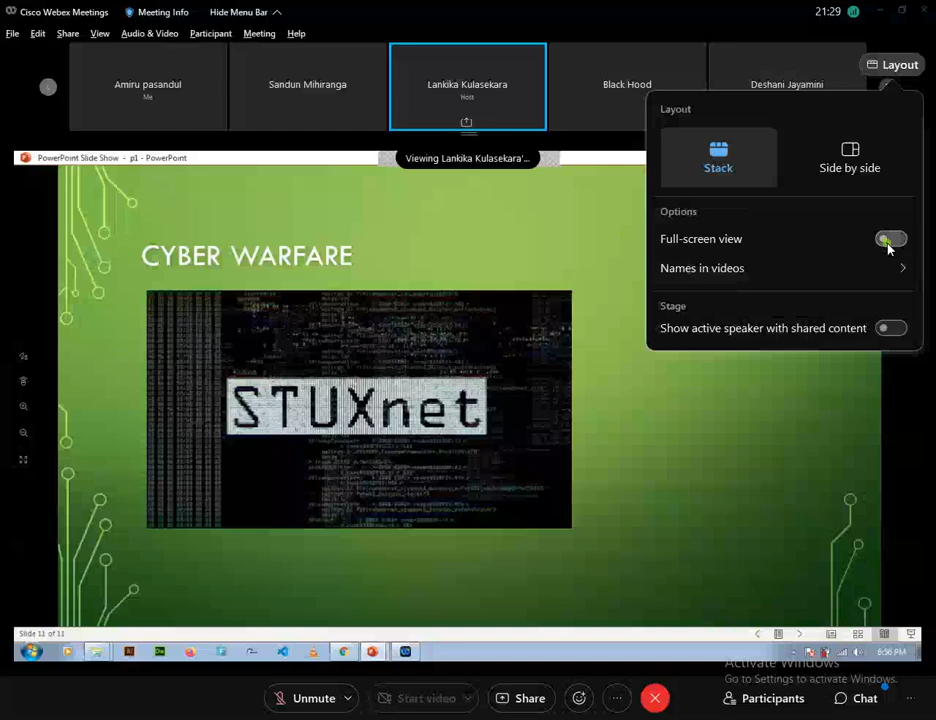 Cisco Webex Meetings
Meeting Info
Hide Menu Bar
21:29
File Edit Share View Audio & Video Participant Meeting Help
Layout
Amiru pasandul
Me
Sandun Mihiranga
Lankika Kulasekara
Host
Black Hood
Deshani Jayamini
Layout
Stack
Side by side
Options
Full-screen view
Names in videos
Stage
Show active speaker with shared content
PowerPoint Slide Show - p1 - PowerPoint
Viewing Lankika Kulasekara'...
CYBER WARFARE
STUXnet
Slide 11 of 11
6:56 PM
Activate Windows
Go to Settings to activate Windows.
Unmute
Start video
Share
Participants
Chat